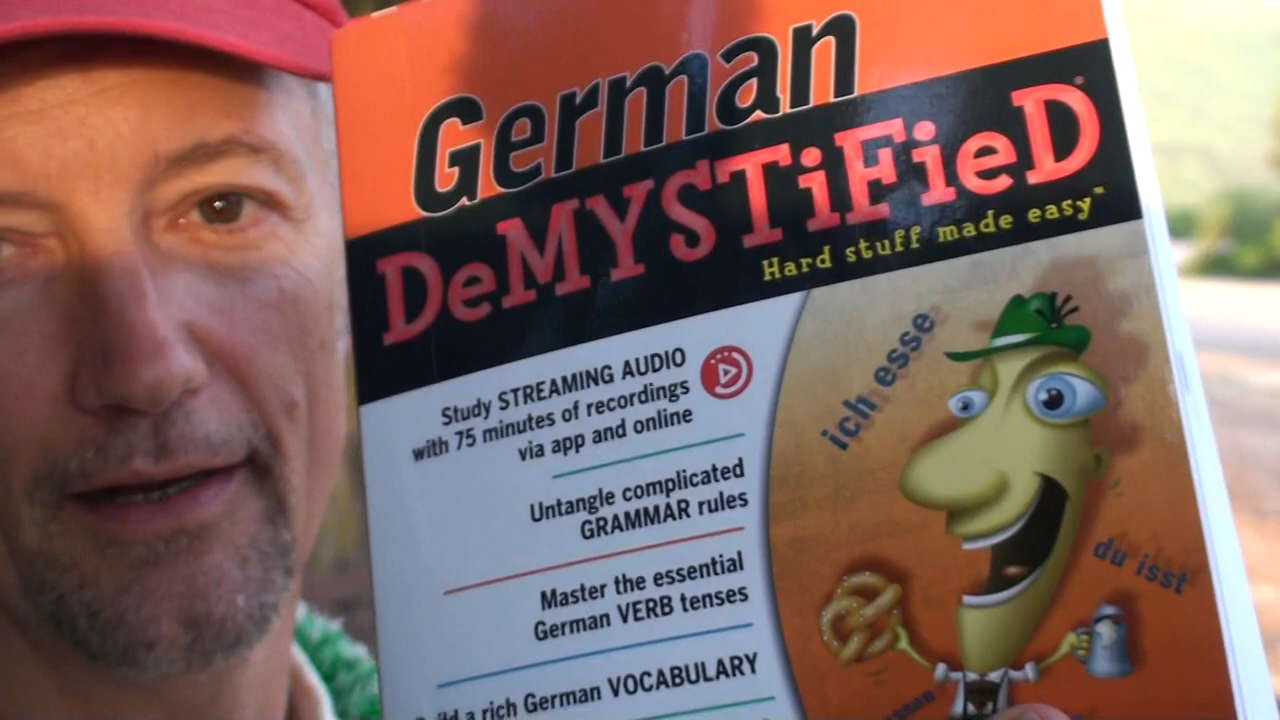 German
DeMYSTiFieD®
Hard stuff made easy™
Study STREAMING AUDIO
with 75 minutes of recordings
via app and online
Untangle complicated
GRAMMAR rules
Master the essential
German VERB tenses
a rich German VOCABULARY
ich esse
du isst